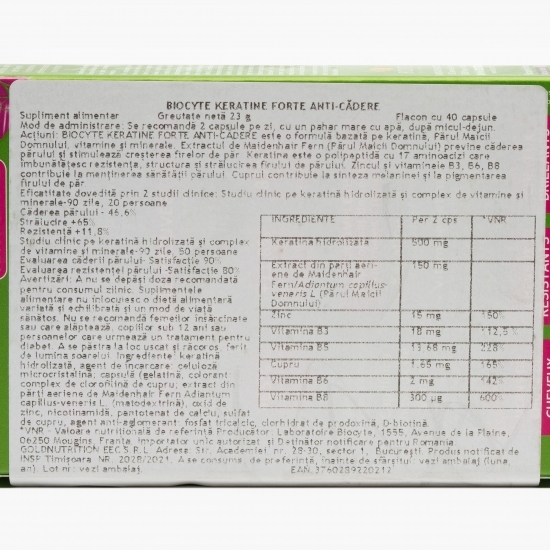 BIOCYTE KERATINE FORTE ANTI-CĂDERE
Supliment alimentar Greutate netă 23 g Flacon cu 40 capsule
Mod de administrare: Se recomandă 2 capsule pe zi, cu un pahar mare cu apă, după micul-dejun.
Acțiuni: BIOCYTE KERATINE FORTE ANTI-CĂDERE este o formulă bazată pe keratină, Părul Maicii
Domnului, vitamine și minerale. Extractul de Maidenhair Fern (Părul Maicii Domnului) previne căderea
părului și stimulează creșterea firelor de păr. Keratina este o polipeptidă cu 17 aminoacizi care
îmbunătățesc rezistența, structura și strălucirea firului de păr. Zincul și vitaminele B3, B6, B8
contribuie la menținerea sănătății părului. Cuprul contribuie la sinteza melaninei și la pigmentarea
firului de păr.
Eficacitate dovedită prin 2 studii clinice: Studiu clinic pe keratină hidrolizată și complex de vitamine și
minerale-90 zile, 20 persoane
Căderea părului - 46,6%
Strălucire +65%
Rezistență +11,8%
Studiu clinic pe keratină hidrolizată și complex
de vitamine și minerale-90 zile, 50 persoane
Evaluarea căderii părului- Satisfacție 90%
Evaluarea rezistenței părului -Satisfacție 80%
Avertizări: A nu se depăși doza recomandată
pentru consumul zilnic. Suplimentele
alimentare nu înlocuiesc o dietă alimentară
variată și echilibrată și un mod de viață
sănătos. Nu se recomandă femeilor însărcinate
sau care alăptează, copiilor sub 12 ani sau
persoanelor care urmează un tratament pentru
diabet. A se păstra la loc uscat și răcoros, ferit
de lumina soarelui. Ingrediente: keratină
hidrolizată, agent de încărcare: celuloză
microcristalină; capsulă (gelatină, colorant
complex de clorofilină de cupru; extract din
părți aeriene de Maidenhair Fern Adiantum
capillus-veneris L. (maltodextrină), oxid de
zinc, nicotinamidă, pantotenat de calciu, sulfat
de cupru, agent antiaglomerant: fosfat tricalcic, clorhidrat de piridoxină, D-biotină.
INGREDIENTE Per 2 cps *VNR
Keratină hidrolizată 500 mg
Extract din părți aeri- 150 mg
ene de Maidenhair
Fern/Adiantum capillus-
veneris L (Părul Maicii
Domnului)
Zinc 15 mg 150%
Vitamina B3 18 mg 112,5%
Vitamina B5 13.68 mg 228%
Cupru 1.65 mg 165%
Vitamina B6 2 mg 142%
Vitamina B8 300 µg 600%
*VNR - Valoare nutritională de referință Producător: Laboratoire Biocyte, 1555, Avenue de la Plaine,
06250 Mougins, Franța. Importator unic autorizat și Deținător notificare pentru România
GOLDNUTRITION EEC S.R.L. Adresa: Str. Academiei nr. 28-30, sector 1, București. Produs notificat de
INSP Timișoara NR. 2028/2021. A se consuma, de preferință, înainte de sfârșitul: vezi ambalaj (luna,
an). Lot nr: vezi ambalaj. EAN: 3760289220212
BRILLANTS
RÉSISTANTS
CHEVEUX